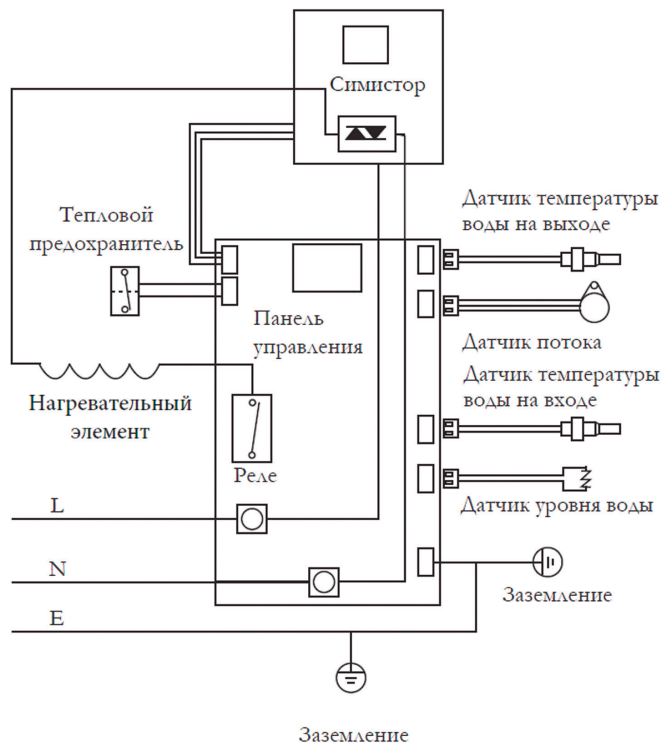 Симистор
Датчик температуры
воды на выходе
Тепловой
предохранитель
Панель
управления
Датчик потока
Датчик температуры
воды на входе
Нагревательный
элемент
Реле
Датчик уровня воды
L
N
Заземление
E
Заземление